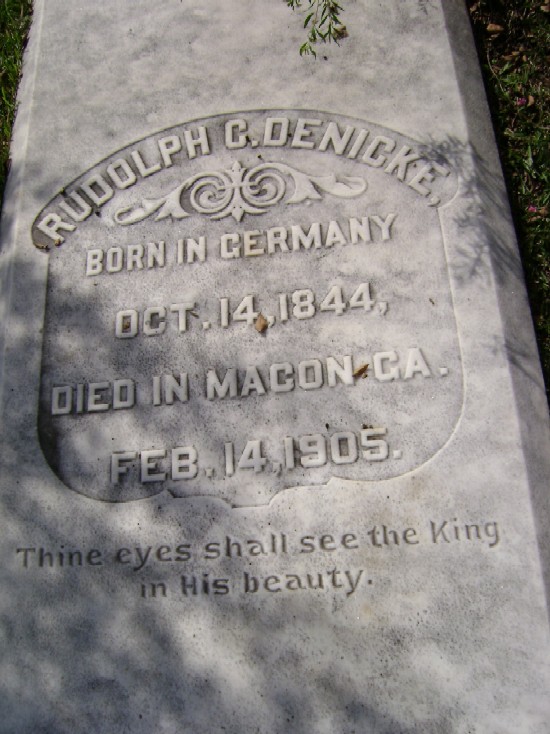 RUDOLPH C. DENICKE,
BORN IN GERMANY
OCT. 14, 1844,
DIED IN MACON GA.
FEB. 14, 1905.
Thine eyes shall see the King
in His beauty.